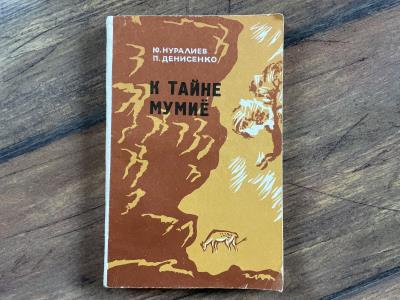 Ю. НУРАЛИЕВ
П. ДЕНИСЕНКО
К ТАЙНЕ
МУМИЁ